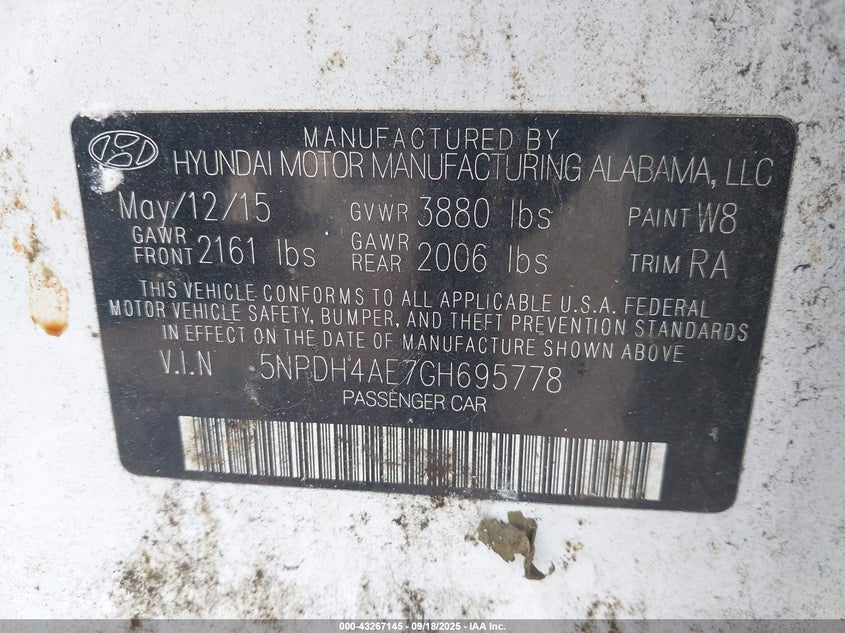 MANUFACTURED BY
HYUNDAI MOTOR MANUFACTURING ALABAMA, LLC
May/12/15 GVWR 3880 lbs PAINT W8
GAWR FRONT 2161 lbs GAWR REAR 2006 lbs TRIM RA
THIS VEHICLE CONFORMS TO ALL APPLICABLE U.S.A. FEDERAL
MOTOR VEHICLE SAFETY, BUMPER, AND THEFT PREVENTION STANDARDS
IN EFFECT ON THE DATE OF MANUFACTURE SHOWN ABOVE.
V.I.N 5NPDH4AE7GH695778
PASSENGER CAR
000-43267145 - 09/18/2025 - IAA Inc.